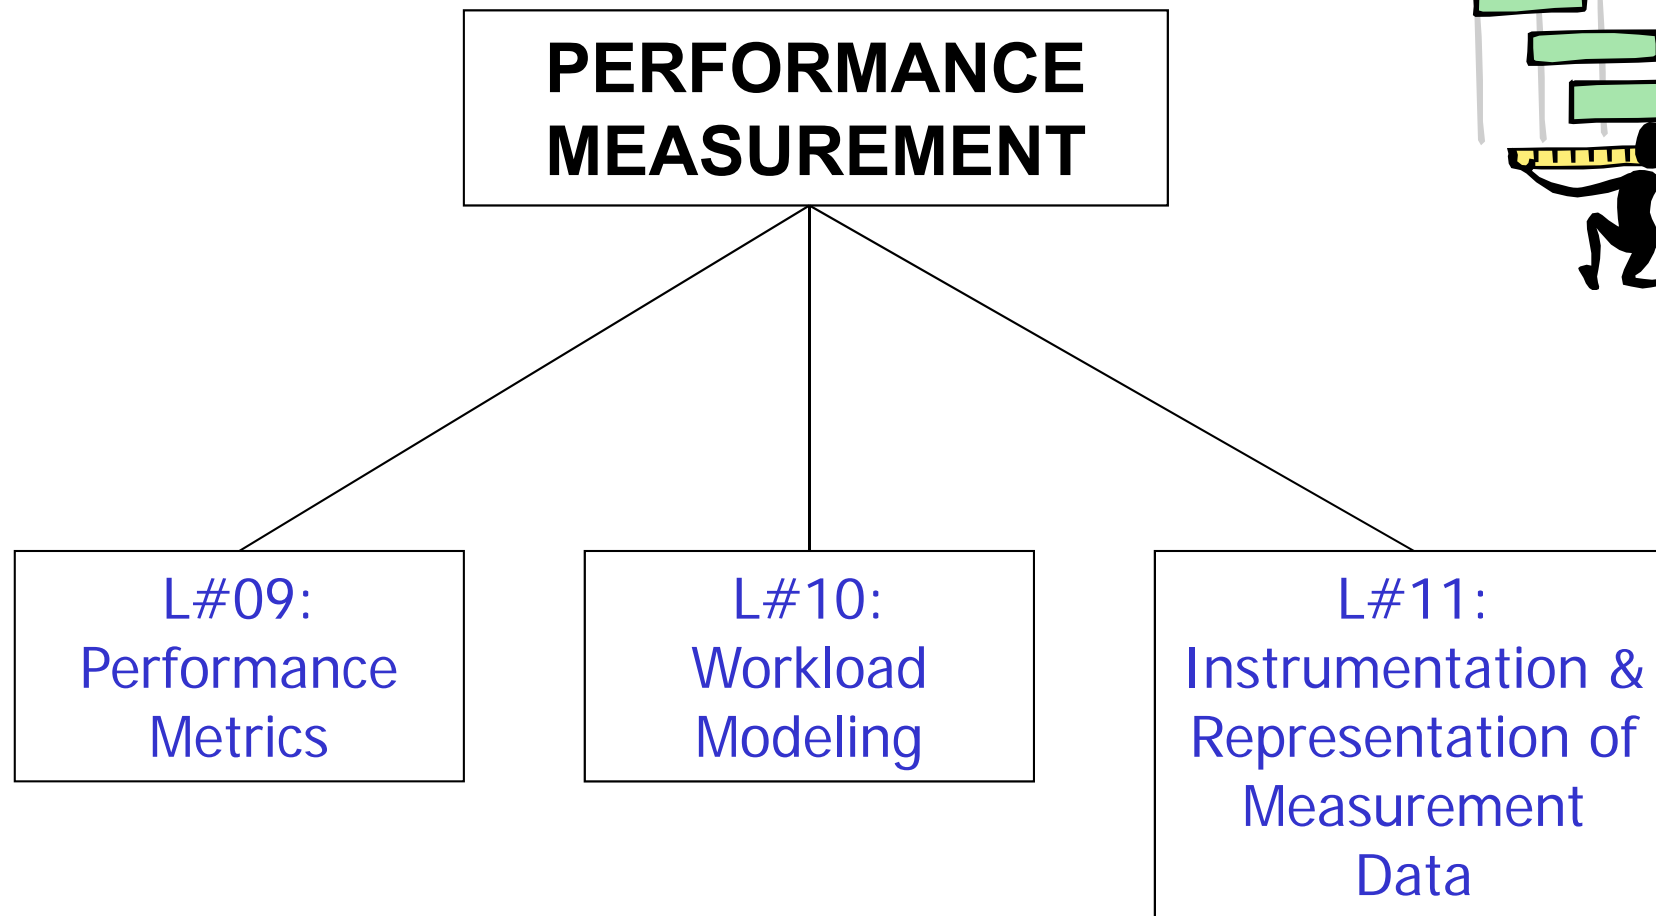 PERFORMANCE
MEASUREMENT
L#09:
Performance
Metrics
L#10:
Workload
Modeling
L#11:
Instrumentation &
Representation of
Measurement
Data